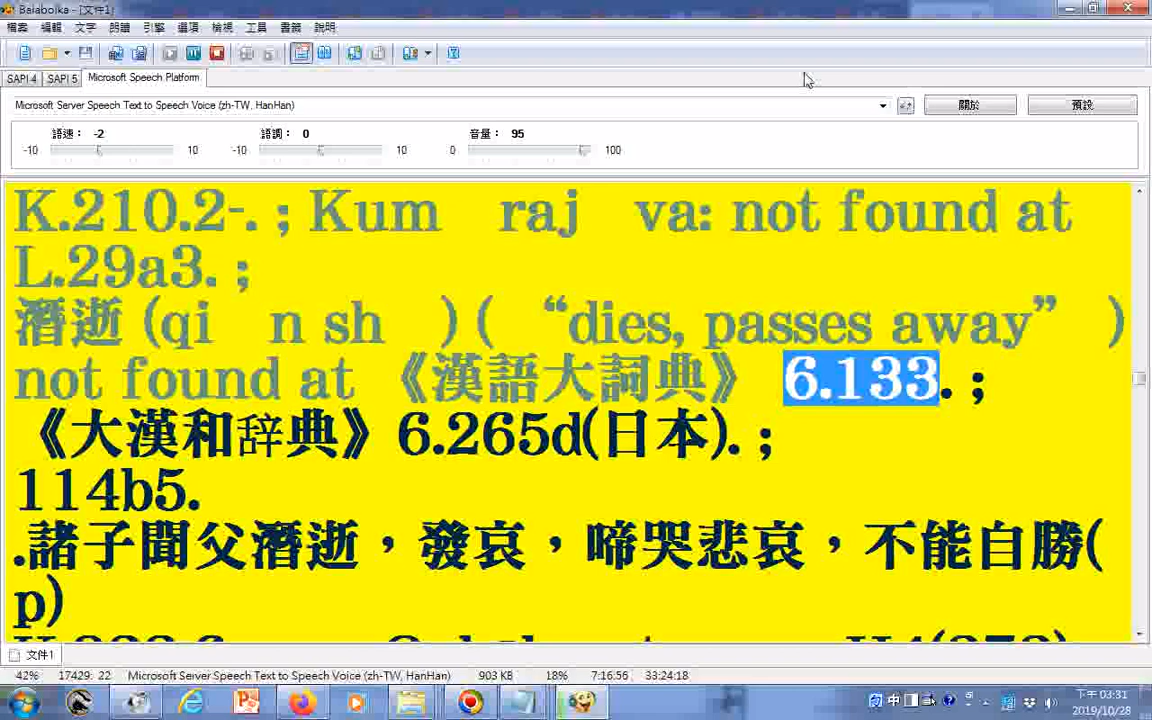 Balabolka - [文件1]
檔案 編輯 文字 朗讀 引擎 選項 檢視 工具 書籤 說明
SAPI 4 SAPI 5 Microsoft Speech Platform
Microsoft Server Speech Text to Speech Voice (zh-TW, HanHan) 關於 預設
語速： -2 語調： 0 音量： 95
-10 10 -10 10 0 100
K.210.2-. ; Kum raj va: not found at
L.29a3. ;
潛逝 (qi n sh ) ( “dies, passes away” )
not found at 《漢語大詞典》 6.133. ;
《大漢和辞典》6.265d(日本). ;
114b5.
.諸子聞父潛逝，發哀，啼哭悲哀，不能自勝(
p)
文件1
42% 17429: 22 Microsoft Server Speech Text to Speech Voice (zh-TW, HanHan) 903 KB 18% 7:16:56 33:24:18
中 下午 03:31
2019/10/28